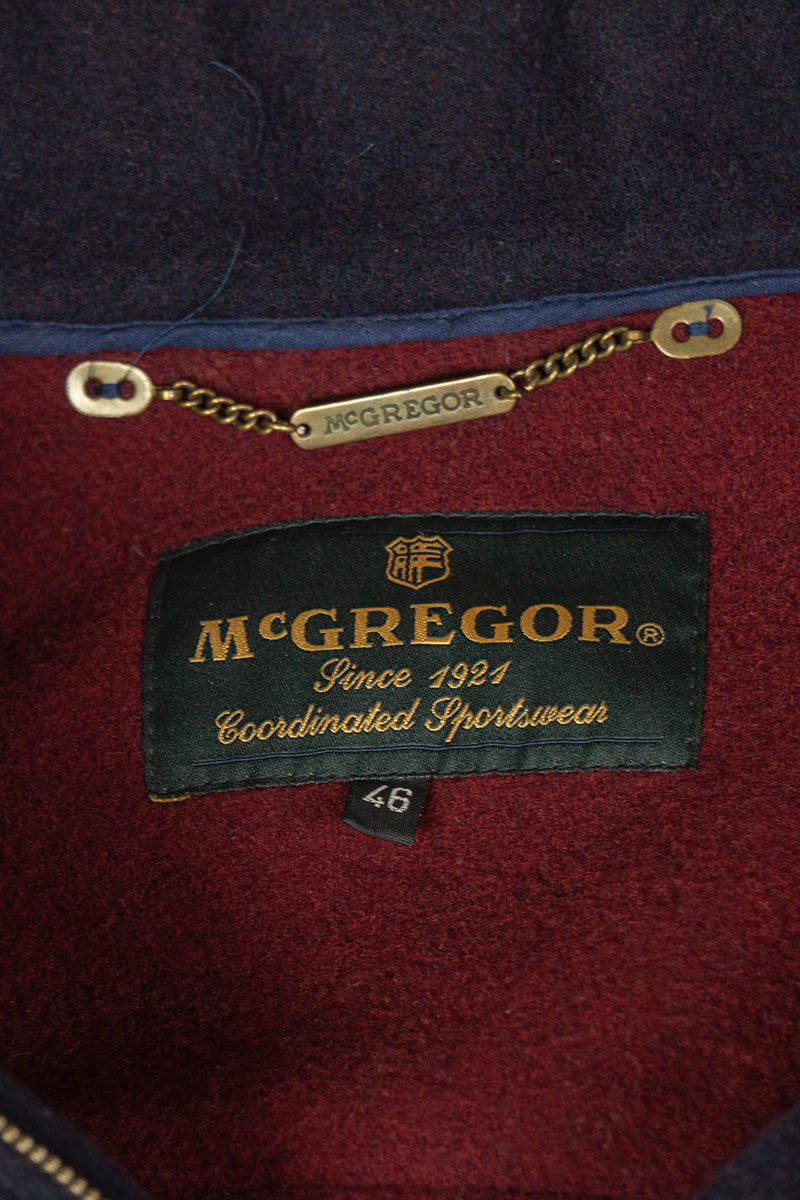 McGREGOR
McGREGOR®
Since 1921
Coordinated Sportswear
46